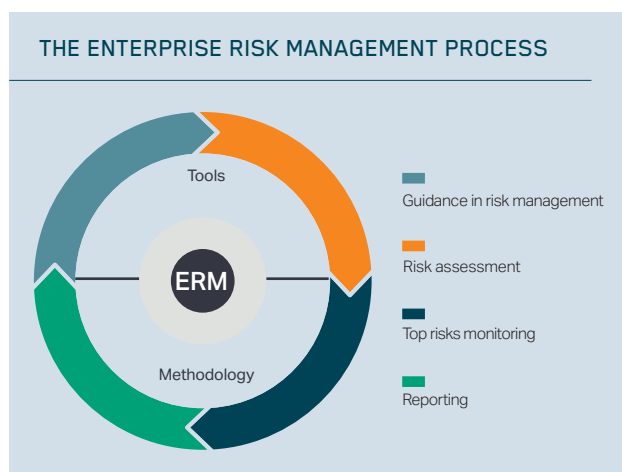 THE ENTERPRISE RISK MANAGEMENT PROCESS
Tools
ERM
Methodology
Guidance in risk management
Risk assessment
Top risks monitoring
Reporting